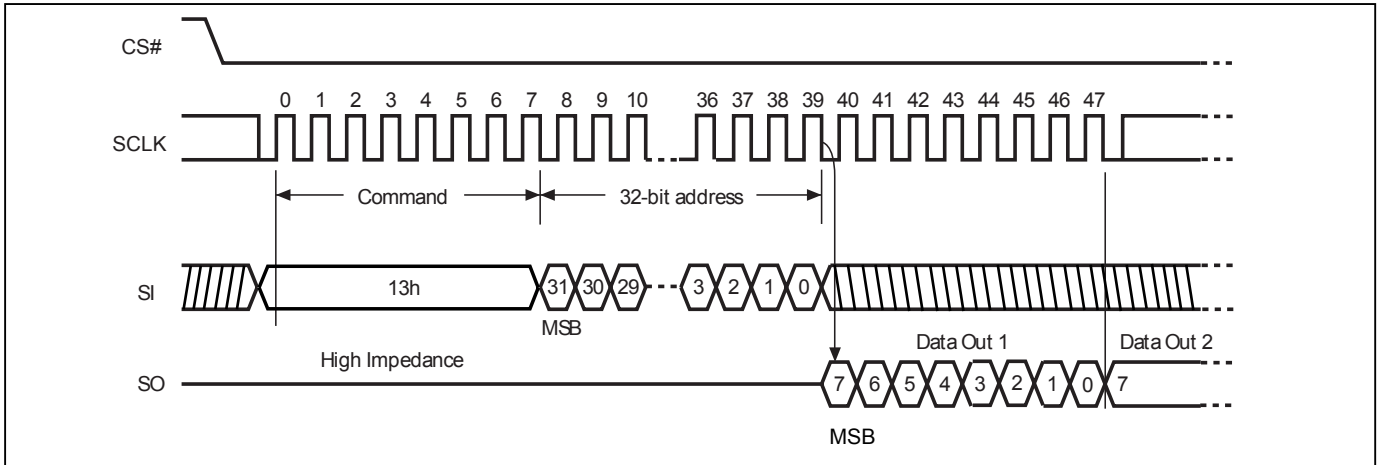 CS#
0 1 2 3 4 5 6 7 8 9 10 36 37 38 39 40 41 42 43 44 45 46 47
SCLK
Command 32-bit address
SI 13h 31 30 29 3 2 1 0
MSB
Data Out 1 Data Out 2
High Impedance
SO 7 6 5 4 3 2 1 0 7
MSB